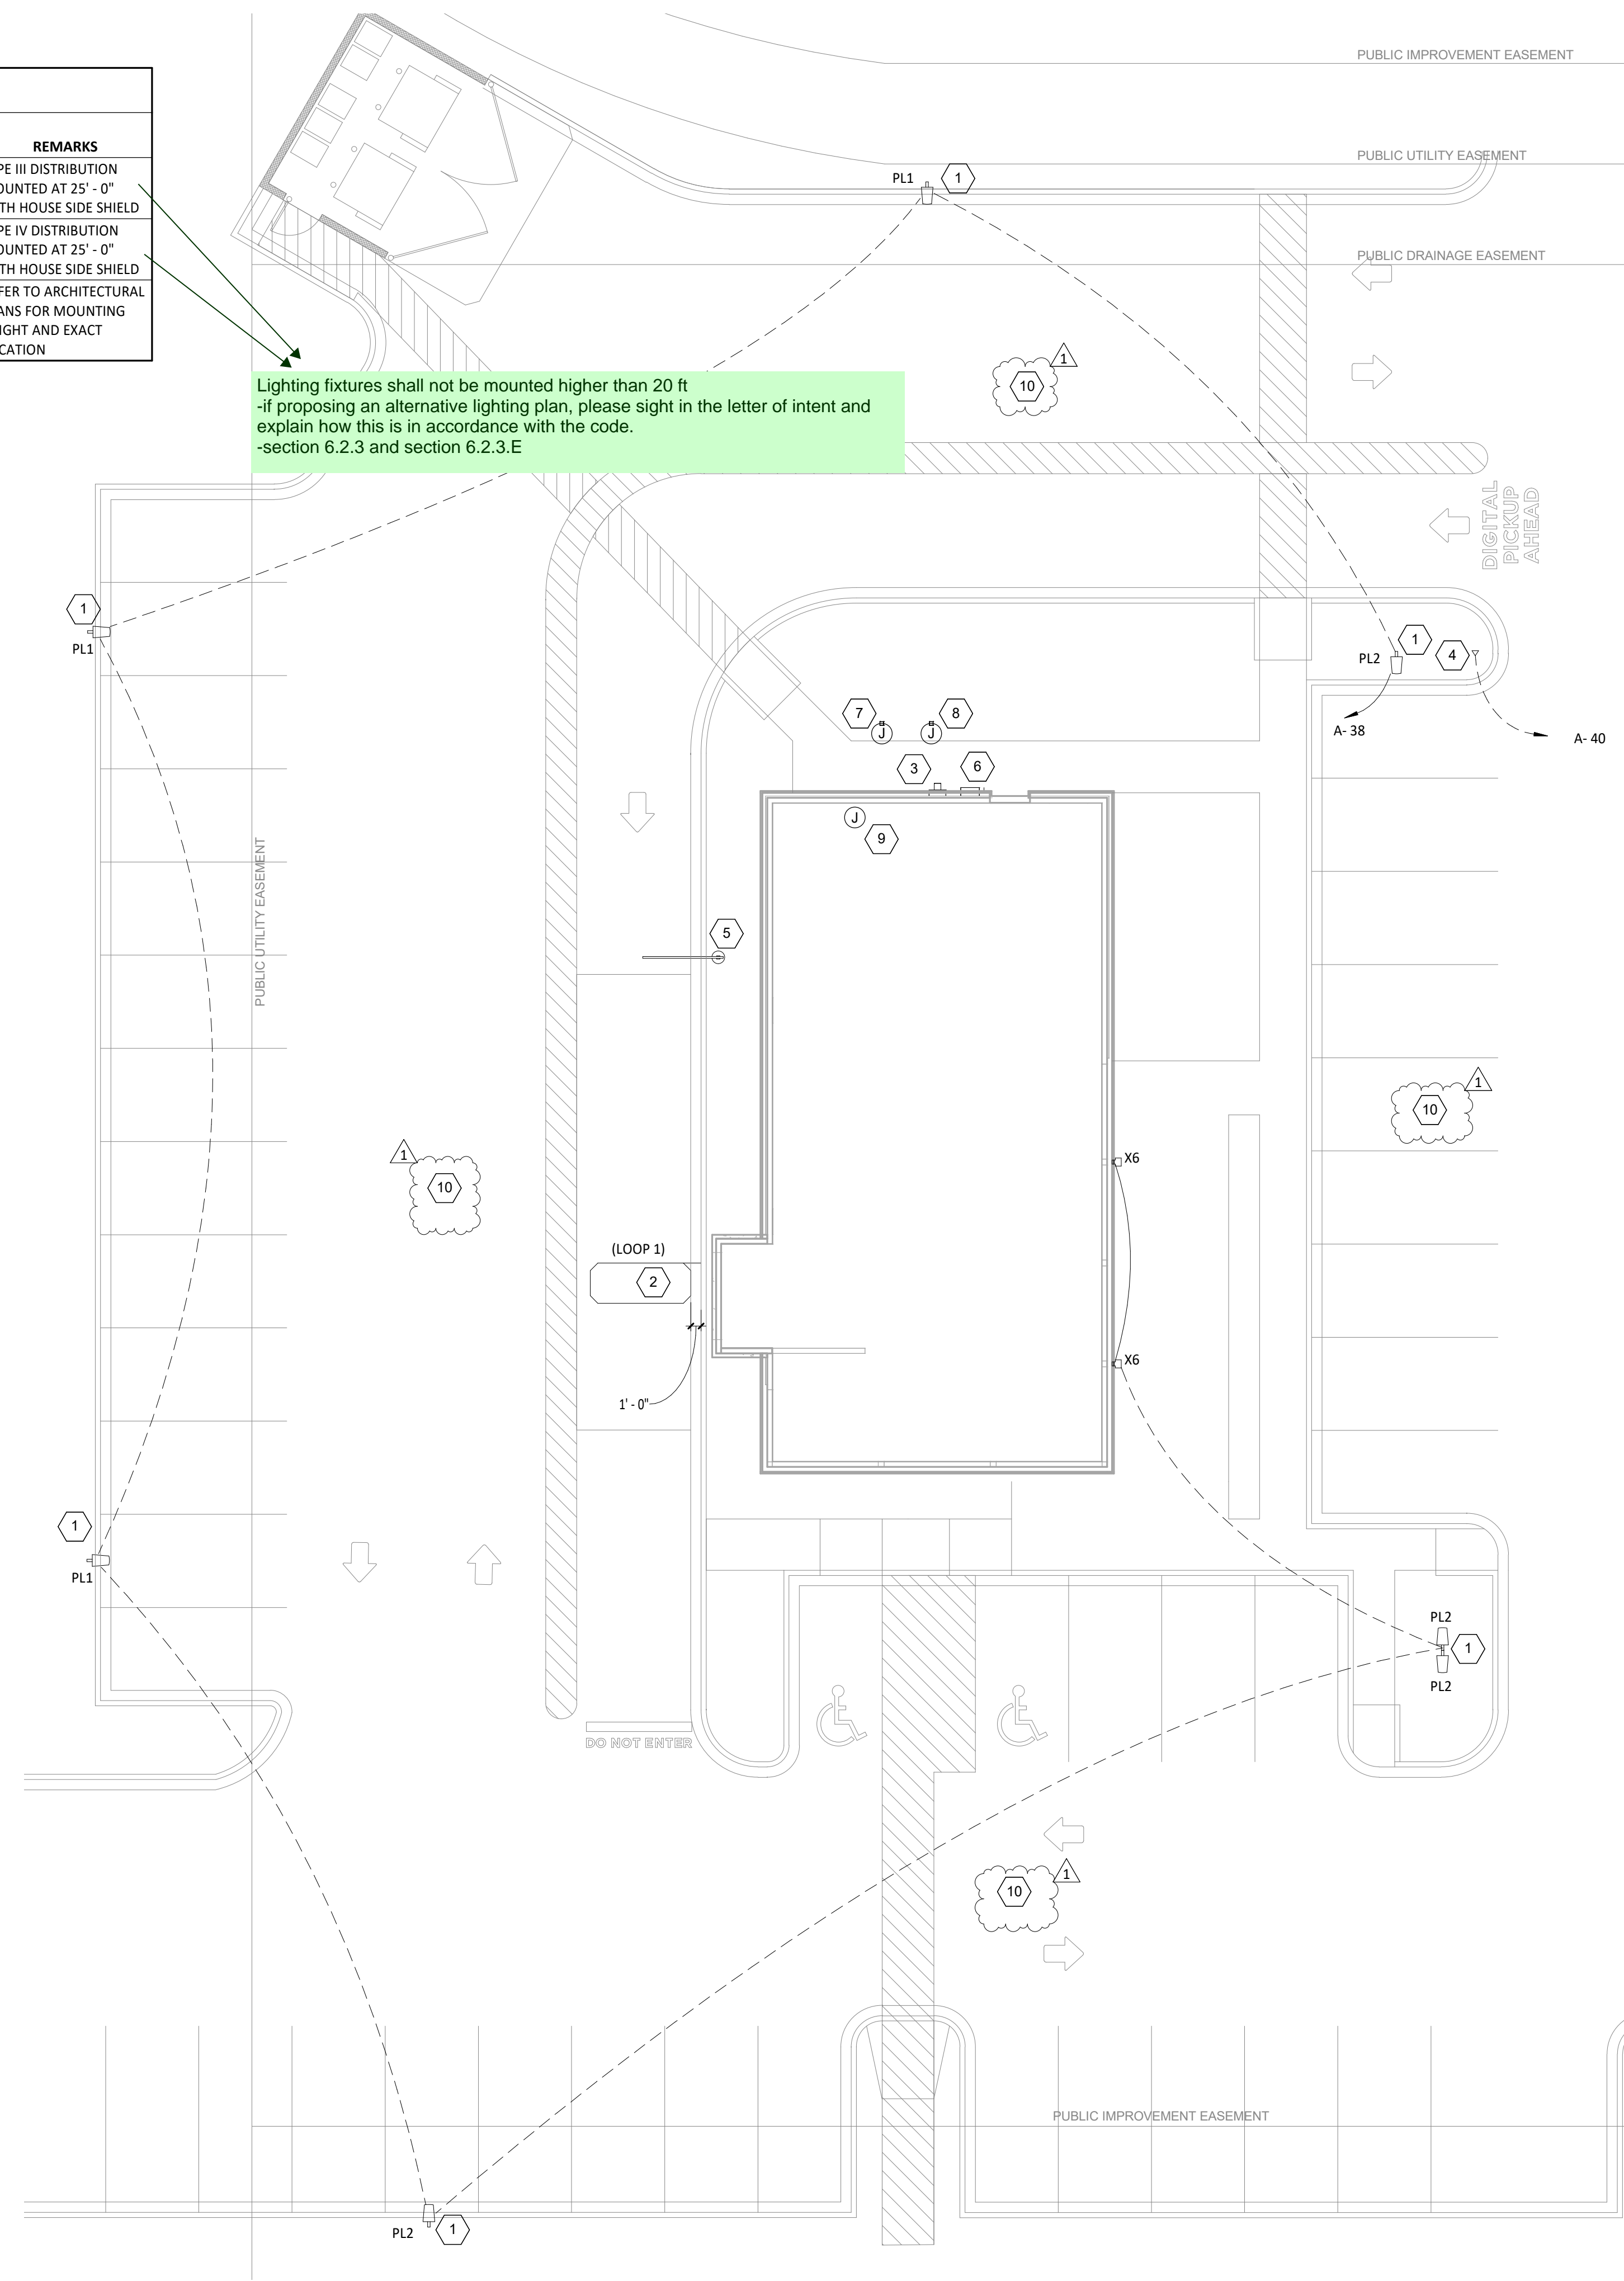 PUBLIC IMPROVEMENT EASEMENT
REMARKS
PE III DISTRIBUTION
OUNTED AT 25' - 0"
TH HOUSE SIDE SHIELD
PE IV DISTRIBUTION
OUNTED AT 25' - 0"
TH HOUSE SIDE SHIELD
FER TO ARCHITECTURAL
ANS FOR MOUNTING
IGHT AND EXACT
CATION
PUBLIC UTILITY EASEMENT
PL1
1
PUBLIC DRAINAGE EASEMENT
1
10
Lighting fixtures shall not be mounted higher than 20 ft
-if proposing an alternative lighting plan, please sight in the letter of intent and
explain how this is in accordance with the code.
-section 6.2.3 and section 6.2.3.E
DIGITAL
PICKUP
AHEAD
1
PL1
1
PL2
4
A- 38
A- 40
7
J
8
J
3
6
J
9
PUBLIC UTILITY EASEMENT
5
1
10
1
10
X6
(LOOP 1)
2
X6
1' - 0"
1
PL1
PL2
1
PL2
DO NOT ENTER
1
10
PUBLIC IMPROVEMENT EASEMENT
PL2
1